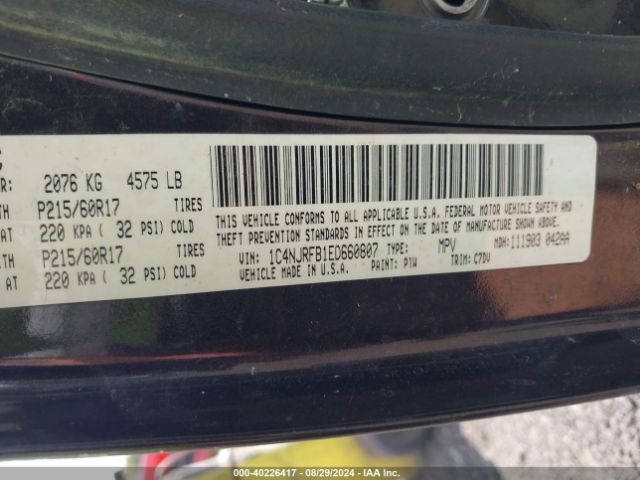 C
R: 2076 KG 4575 LB
TH P215/60R17 TIRES
AT 220 KPA ( 32 PSI) COLD
ITH P215/60R17 TIRES
S AT 220 KPA ( 32 PSI) COLD
THIS VEHICLE CONFORMS TO ALL APPLICABLE U.S.A. FEDERAL MOTOR VEHICLE SAFETY AND
THEFT PREVENTION STANDARDS IN EFFECT ON THE DATE OF MANUFACTURE SHOWN ABOVE.
VIN: 1C4NJRFB1ED660807 TYPE: MPV MDH: 111903 042AA
VEHICLE MADE IN U.S.A. PAINT: P1W TRIM: C7DV
000-40226417 - 08/29/2024 - IAA Inc.